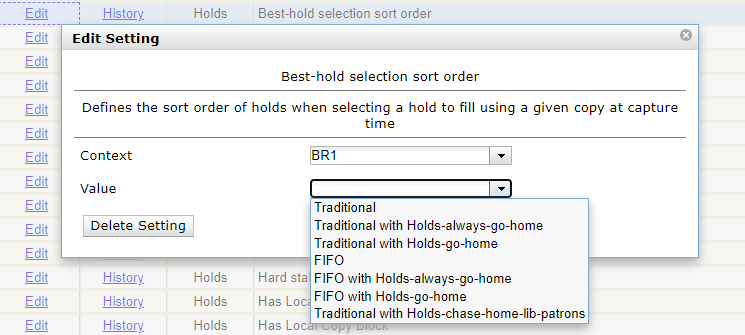 Edit History Holds Best-hold selection sort order
Edit
Edit Setting
Edit
Best-hold selection sort order
Edit
Edit
Defines the sort order of holds when selecting a hold to fill using a given copy at capture
time
Edit
Edit
Context BR1
Edit
Value
Edit
Traditional
Edit
Delete Setting Traditional with Holds-always-go-home
Traditional with Holds-go-home
Edit
FIFO
Edit History Holds Hard sta
FIFO with Holds-always-go-home
Edit History Holds Has Local
FIFO with Holds-go-home
Traditional with Holds-chase-home-lib-patrons
Edit History Holds Has Local Copy Block